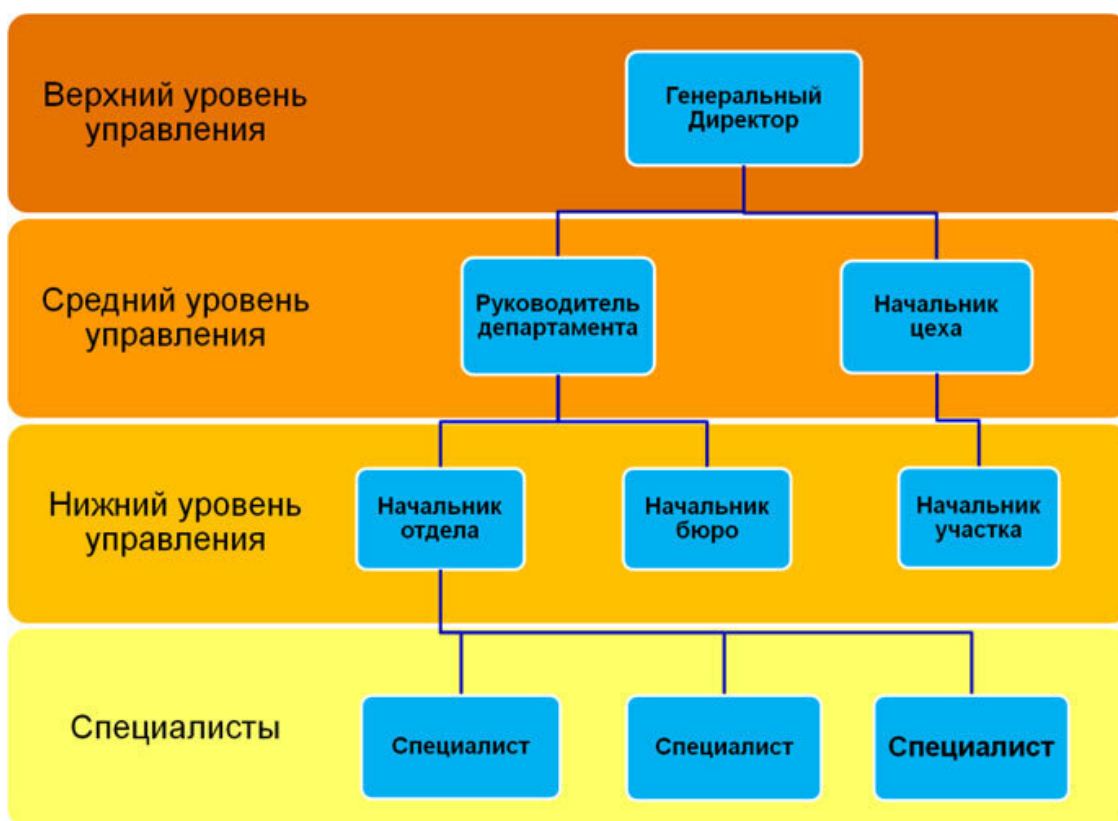 Верхний уровень
управления
Генеральный
Директор
Средний уровень
управления
Руководитель
департамента
Начальник
цеха
Нижний уровень
управления
Начальник
отдела
Начальник
бюро
Начальник
участка
Специалисты
Специалист
Специалист
Специалист